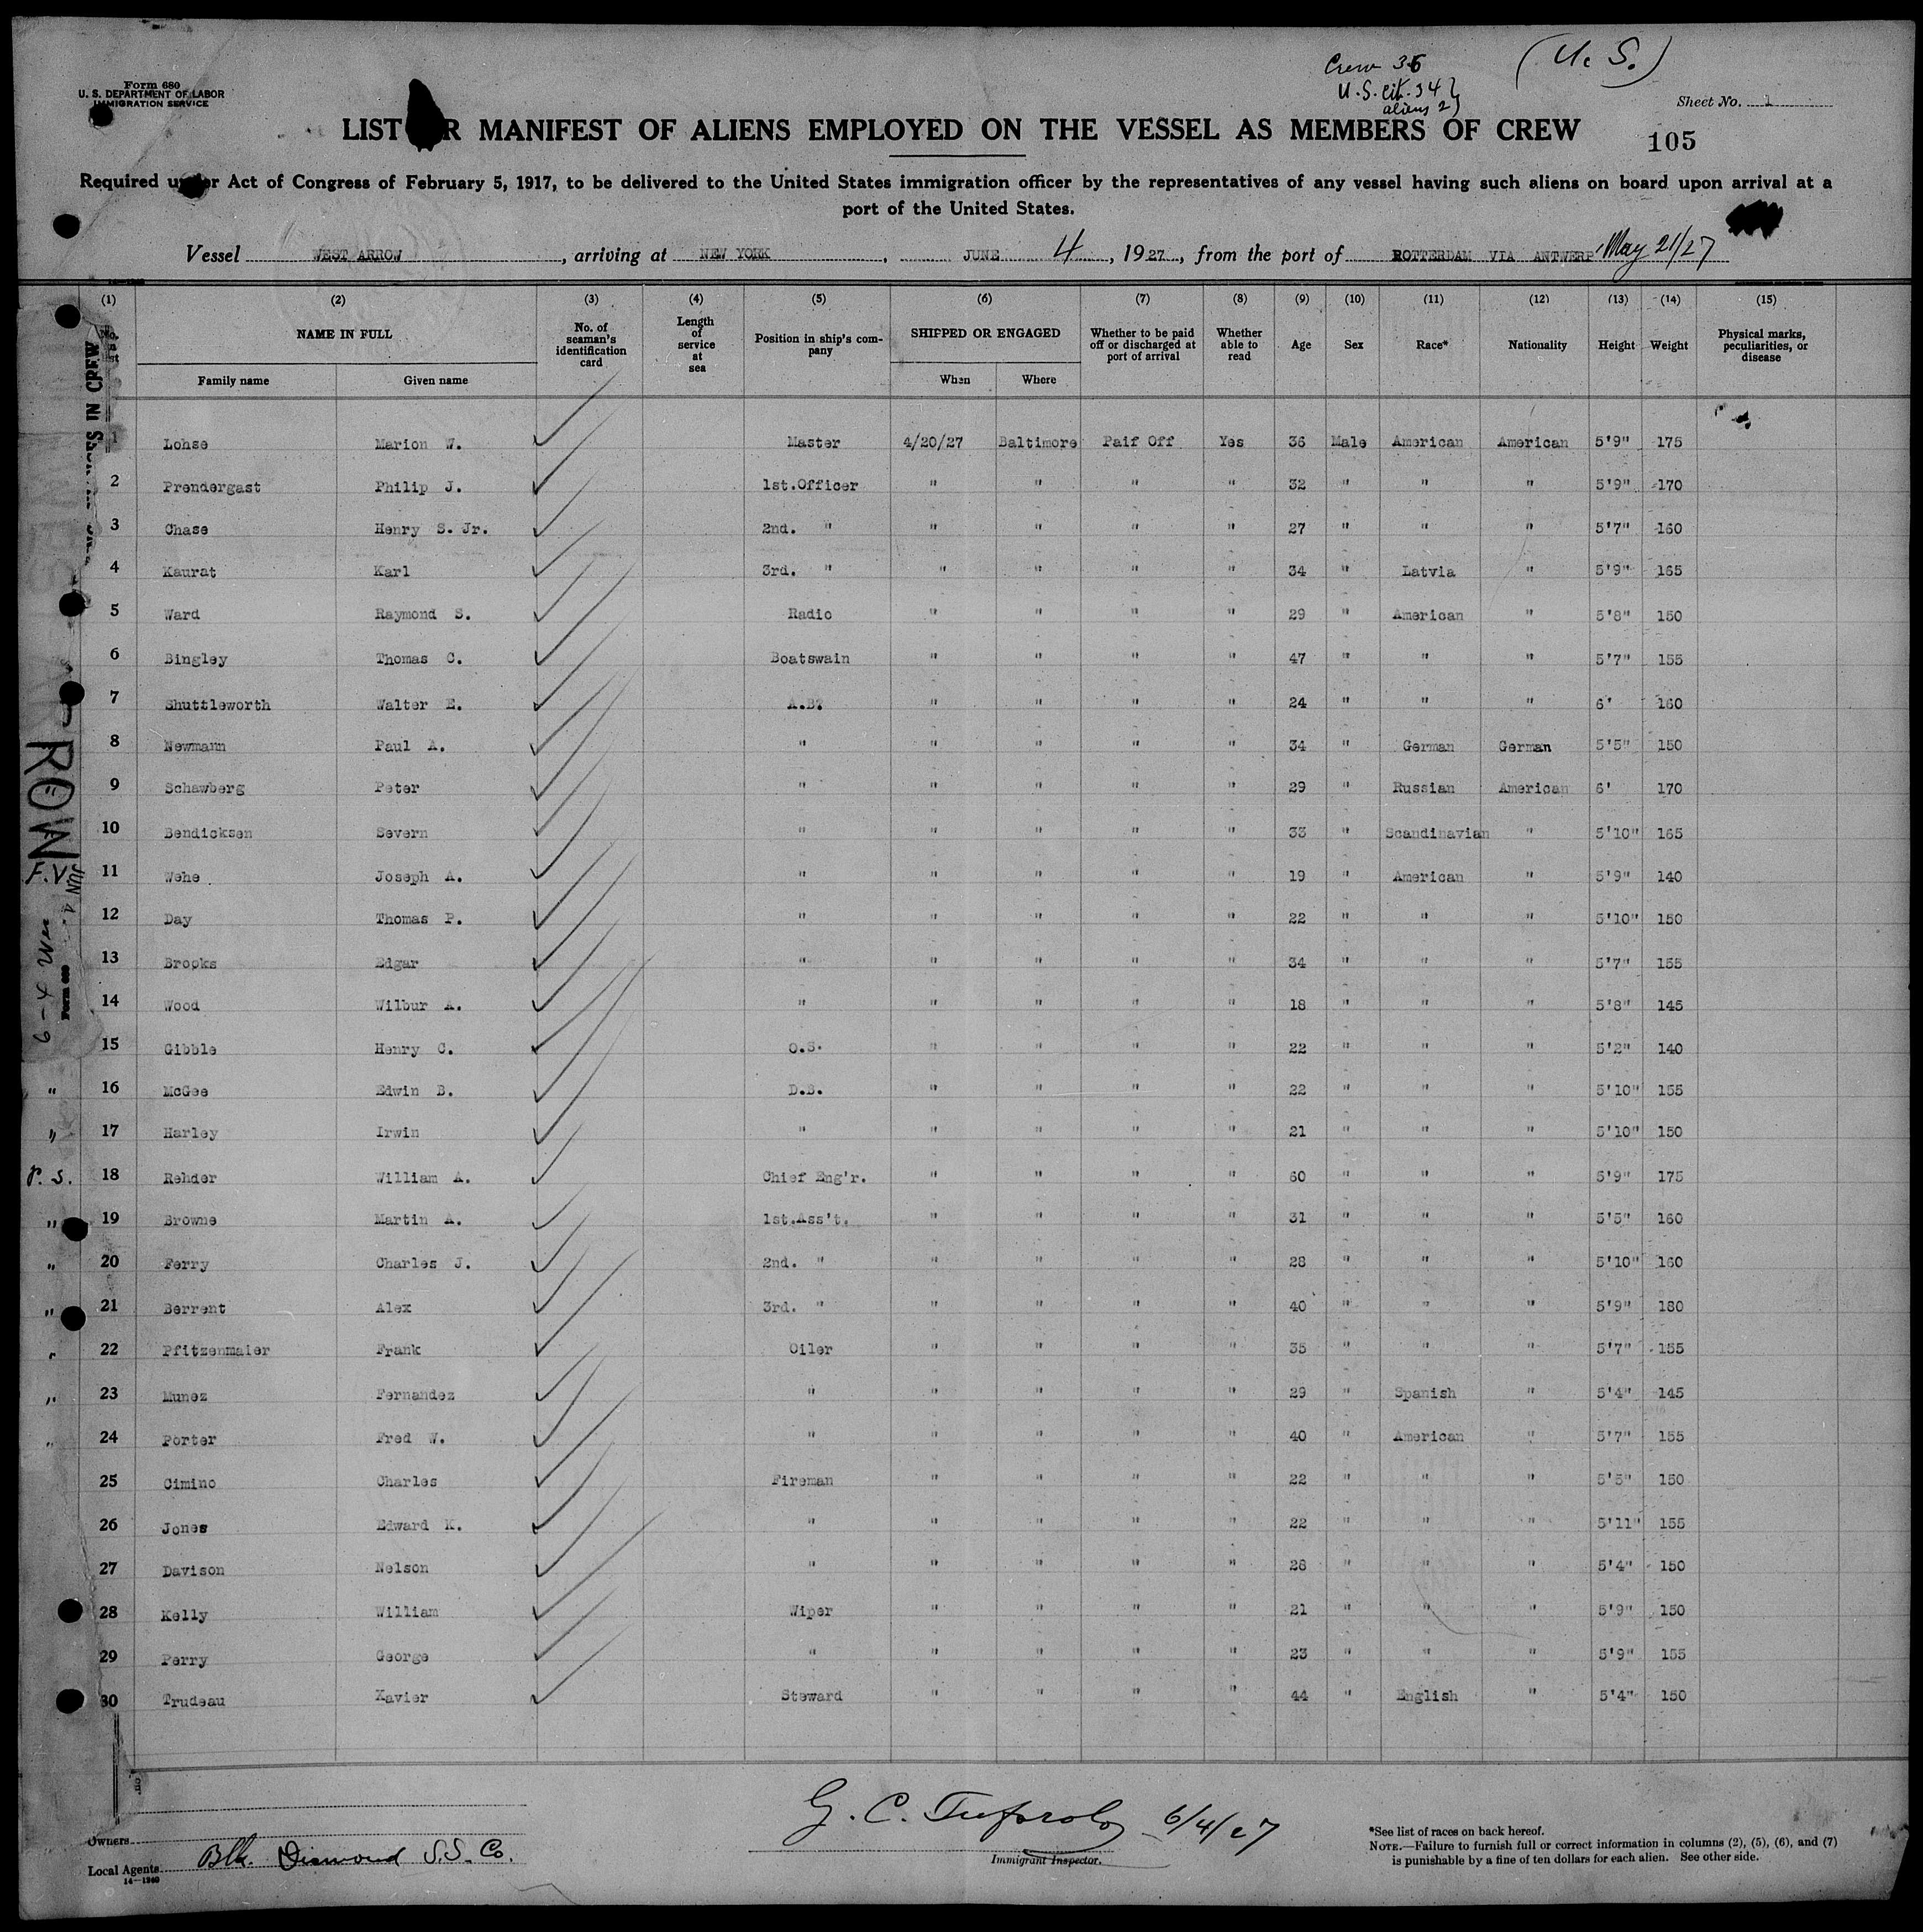 Form 680
U. S. DEPARTMENT OF LABOR
IMMIGRATION SERVICE
Crew 36
U.S. cit. 34
aliens 2
(U. S.)
Sheet No. 1
LIST R MANIFEST OF ALIENS EMPLOYED ON THE VESSEL AS MEMBERS OF CREW
105
Required under Act of Congress of February 5, 1917, to be delivered to the United States immigration officer by the representatives of any vessel having such aliens on board upon arrival at a
port of the United States.
Vessel WEST ARROW, arriving at NEW YORK, JUNE 4, 1927, from the port of ROTTERDAM VIA ANTWERP, May 21/27
(1) (2) (3) (4) (5) (6) (7) (8) (9) (10) (11) (12) (13) (14) (15)
NAME IN FULL No. of seaman's identification card Length of service at sea Position in ship's company SHIPPED OR ENGAGED Whether to be paid off or discharged at port of arrival Whether able to read Age Sex Race* Nationality Height Weight Physical marks, peculiarities, or disease
Family name Given name When Where
1 Lohse Marion W. Master 4/20/27 Baltimore Paif Off Yes 36 Male American American 5'9" 175
2 Prendergast Philip J. 1st.Officer " " " " 32 " " " 5'9" 170
3 Chase Henry S. Jr. 2nd. " " " " " 27 " " " 5'7" 160
4 Kaurat Karl 3rd. " " " " " 34 " Latvia " 5'9" 165
5 Ward Raymond S. Radio " " " " 29 " American " 5'8" 150
6 Bingley Thomas C. Boatswain " " " " 47 " " " 5'7" 155
7 Shuttleworth Walter E. A.B. " " " " 24 " " " 6' 160
8 Newmann Paul A. " " " " " 34 " German German 5'5" 150
9 Schawberg Peter " " " " " 29 " Russian American 6' 170
10 Bendicksen Severn " " " " " 33 " Scandinavian " 5'10" 165
11 Wehe Joseph A. " " " " " 19 " American " 5'9" 140
12 Day Thomas P. " " " " " 22 " " " 5'10" 150
13 Brooks Edgar " " " " " 34 " " " 5'7" 155
14 Wood Wilbur A. " " " " " 18 " " " 5'8" 145
15 Gibble Henry C. O.S. " " " " 22 " " " 5'2" 140
16 McGee Edwin B. D.B. " " " " 22 " " " 5'10" 155
17 Harley Irwin " " " " " 21 " " " 5'10" 150
18 Rehder William A. Chief Eng'r. " " " " 60 " " " 5'9" 175
19 Browne Martin A. 1st.Ass't. " " " " 31 " " " 5'5" 160
20 Ferry Charles J. 2nd. " " " " " 28 " " " 5'10" 160
21 Berrent Alex 3rd. " " " " " 40 " " " 5'9" 180
22 Pfitzenmaier Frank Oiler " " " " 35 " " " 5'7" 155
23 Munez Fernandez " " " " " 29 " Spanish " 5'4" 145
24 Porter Fred W. " " " " " 40 " American " 5'7" 155
25 Cimino Charles Fireman " " " " 22 " " " 5'5" 150
26 Jones Edward K. " " " " " 22 " " " 5'11" 155
27 Davison Nelson " " " " " 28 " " " 5'4" 150
28 Kelly William Wiper " " " " 21 " " " 5'9" 150
29 Perry George " " " " " 23 " " " 5'9" 155
30 Trudeau Xavier Steward " " " " 44 " English " 5'4" 150
IN CREW
ROW
F.V.
JUN 4
Form 680
P. S.
Owners
Local Agents Blk. Diamond S.S. Co.
14—1240
G. C. 6/4/27
Immigrant Inspector.
*See list of races on back hereof.
NOTE.—Failure to furnish full or correct information in columns (2), (5), (6), and (7)
is punishable by a fine of ten dollars for each alien. See other side.